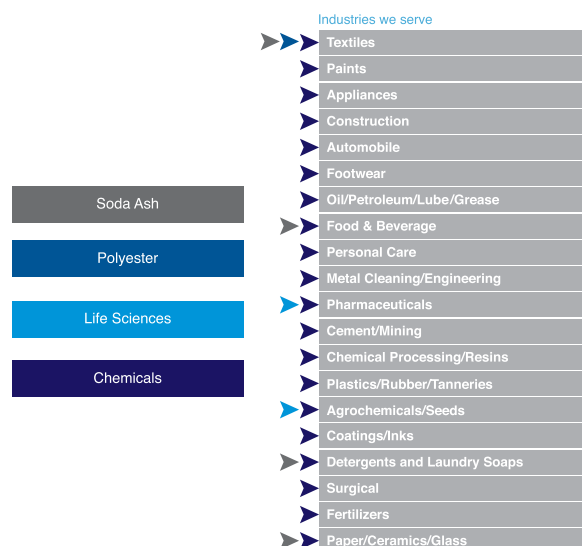 Industries we serve
Textiles
Paints
Appliances
Construction
Automobile
Footwear
Oil/Petroleum/Lube/Grease
Food & Beverage
Personal Care
Metal Cleaning/Engineering
Pharmaceuticals
Cement/Mining
Chemical Processing/Resins
Plastics/Rubber/Tanneries
Agrochemicals/Seeds
Coatings/Inks
Detergents and Laundry Soaps
Surgical
Fertilizers
Paper/Ceramics/Glass
Soda Ash
Polyester
Life Sciences
Chemicals